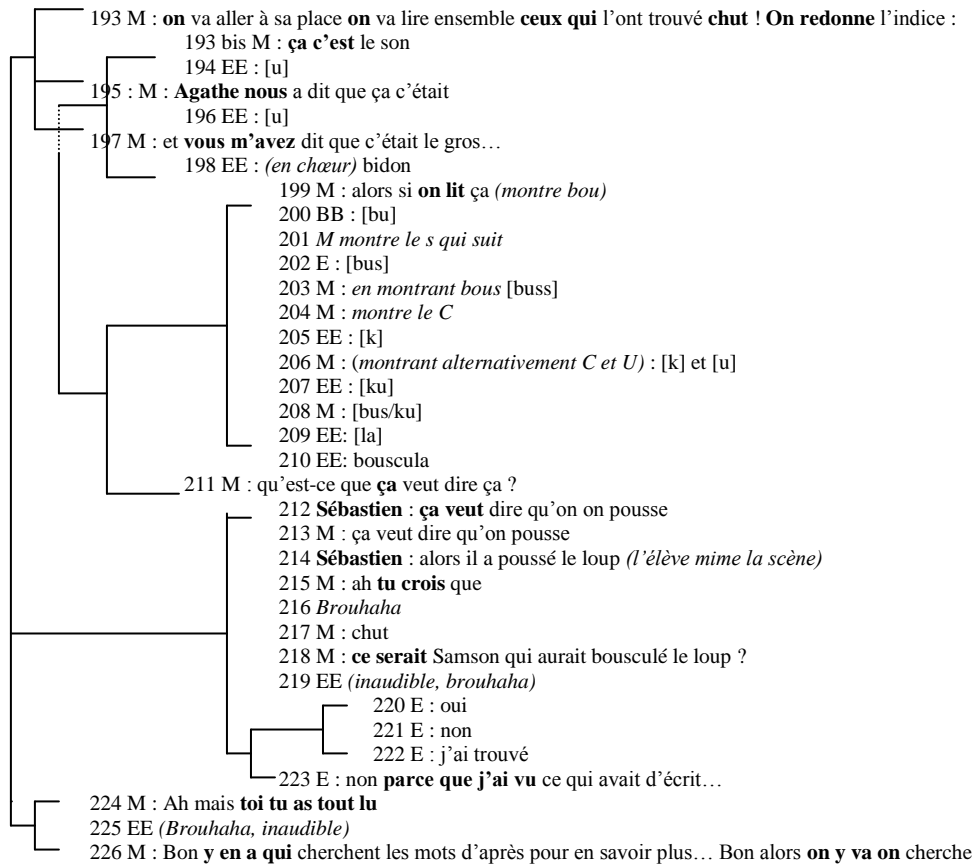 193 M : on va aller à sa place on va lire ensemble ceux qui l'ont trouvé chut ! On redonne l'indice :
193 bis M : ça c'est le son
194 EE : [u]
195 : M : Agathe nous a dit que ça c'était
196 EE : [u]
197 M : et vous m'avez dit que c'était le gros…
198 EE : (en chœur) bidon
199 M : alors si on lit ça (montre bou)
200 BB : [bu]
201 M montre le s qui suit
202 E : [bus]
203 M : en montrant bous [buss]
204 M : montre le C
205 EE : [k]
206 M : (montrant alternativement C et U) : [k] et [u]
207 EE : [ku]
208 M : [bus/ku]
209 EE: [la]
210 EE: bouscula
211 M : qu'est-ce que ça veut dire ça ?
212 Sébastien : ça veut dire qu'on on pousse
213 M : ça veut dire qu'on pousse
214 Sébastien : alors il a poussé le loup (l'élève mime la scène)
215 M : ah tu crois que
216 Brouhaha
217 M : chut
218 M : ce serait Samson qui aurait bousculé le loup ?
219 EE (inaudible, brouhaha)
220 E : oui
221 E : non
222 E : j'ai trouvé
223 E : non parce que j'ai vu ce qui avait d'écrit…
224 M : Ah mais toi tu as tout lu
225 EE (Brouhaha, inaudible)
226 M : Bon y en a qui cherchent les mots d'après pour en savoir plus… Bon alors on y va on cherche